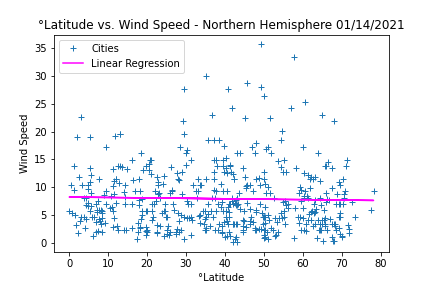 °Latitude vs. Wind Speed - Northern Hemisphere 01/14/2021
Cities
Linear Regression
Wind Speed
35
30
25
20
15
10
5
0
0 10 20 30 40 50 60 70 80
°Latitude